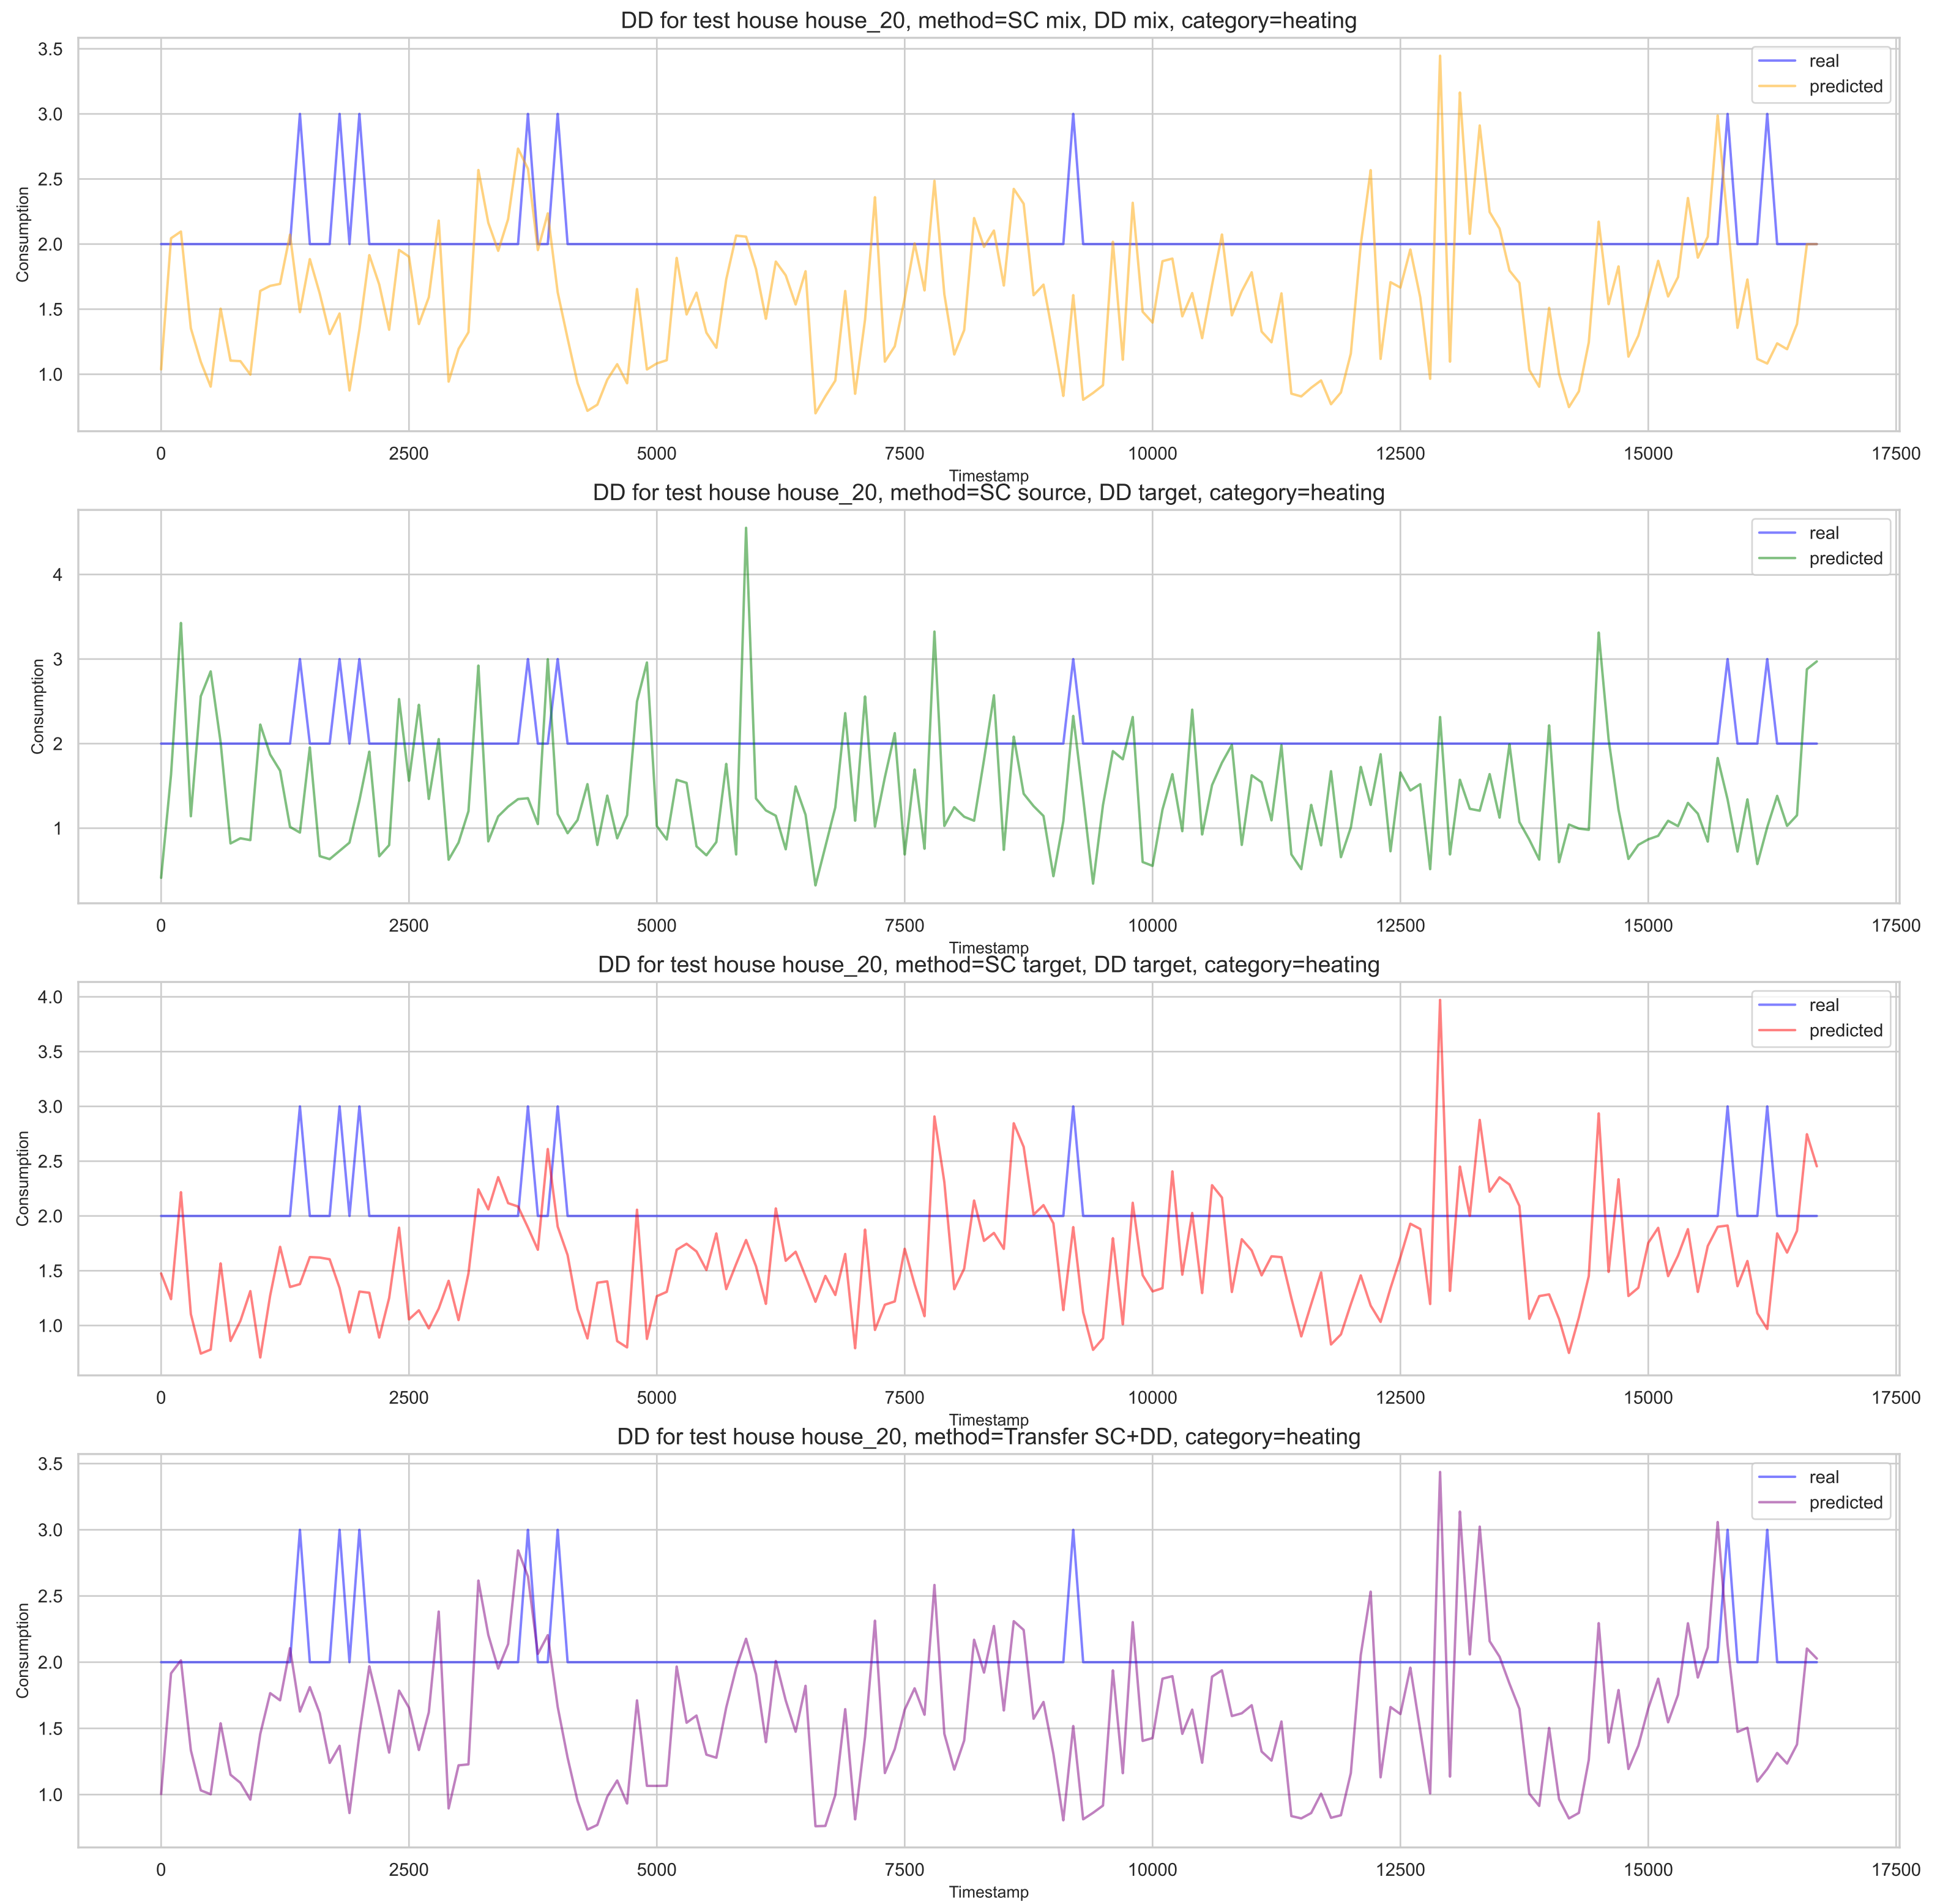 DD for test house house_20, method=SC mix, DD mix, category=heating
3.5
3.0
2.5
2.0
1.5
1.0
Consumption
real
predicted
0 2500 5000 7500 10000 12500 15000 17500
Timestamp
DD for test house house_20, method=SC source, DD target, category=heating
4
3
2
1
Consumption
real
predicted
0 2500 5000 7500 10000 12500 15000 17500
Timestamp
DD for test house house_20, method=SC target, DD target, category=heating
4.0
3.5
3.0
2.5
2.0
1.5
1.0
Consumption
real
predicted
0 2500 5000 7500 10000 12500 15000 17500
Timestamp
DD for test house house_20, method=Transfer SC+DD, category=heating
3.5
3.0
2.5
2.0
1.5
1.0
Consumption
real
predicted
0 2500 5000 7500 10000 12500 15000 17500
Timestamp